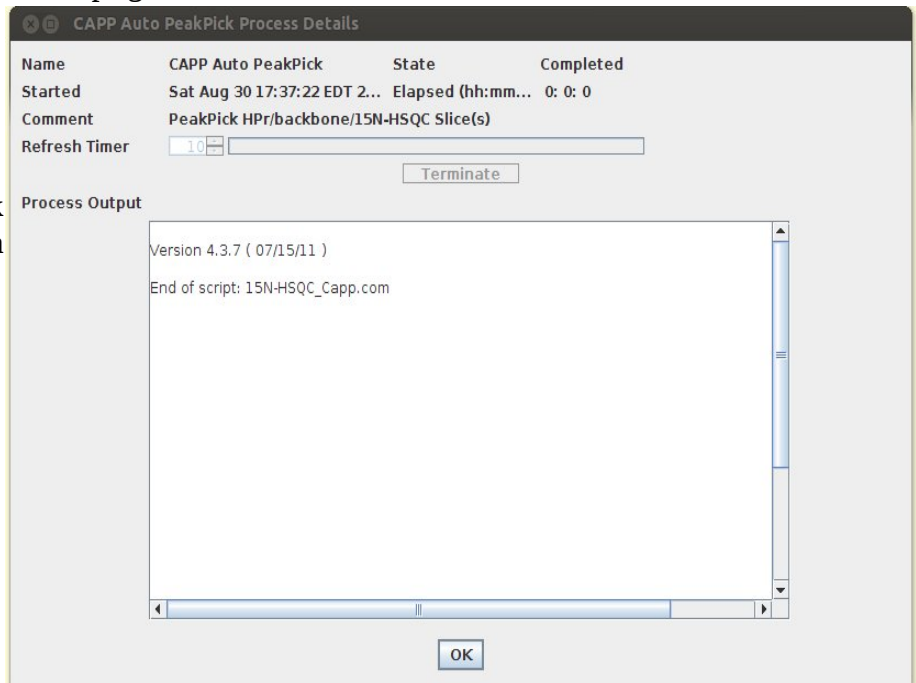 CAPP Auto PeakPick Process Details
Name CAPP Auto PeakPick State Completed
Started Sat Aug 30 17:37:22 EDT 2... Elapsed (hh:mm... 0: 0: 0
Comment PeakPick HPr/backbone/15N-HSQC Slice(s)
Refresh Timer 10
Terminate
Process Output
Version 4.3.7 ( 07/15/11 )
End of script: 15N-HSQC_Capp.com
OK